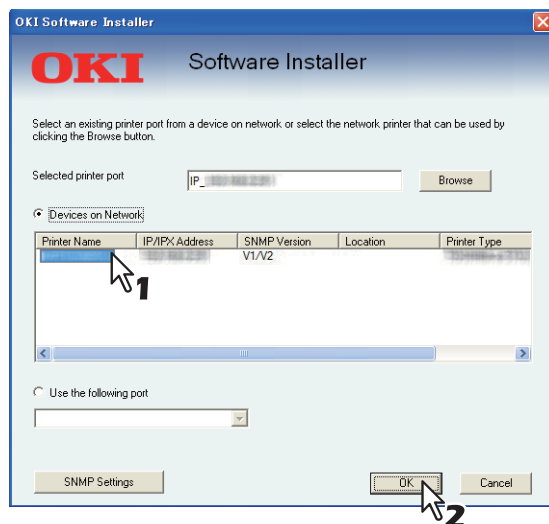 OKI Software Installer
OKI
Software Installer
Select an existing printer port from a device on network or select the network printer that can be used by
clicking the Browse button.
Selected printer port
IP_
Browse
Devices on Network
Printer Name IP/IPX Address SNMP Version Location Printer Type
V1/V2
1
Use the following port
SNMP Settings
OK
Cancel
2